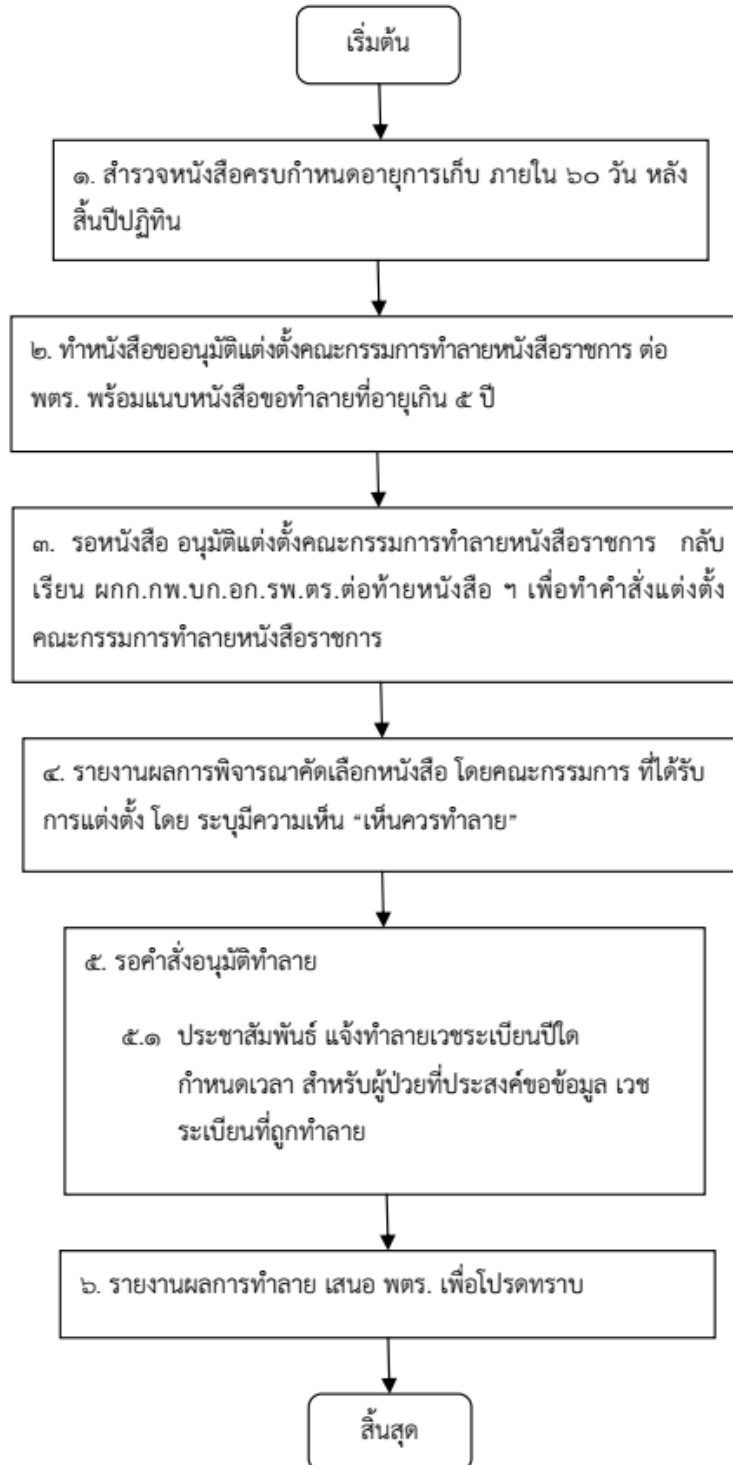 เริ่มต้น
๑. สำรวจหนังสือครบกำหนดอายุการเก็บ ภายใน ๖๐ วัน หลัง
สิ้นปีปฏิทิน
๒. ทำหนังสือขออนุมัติแต่งตั้งคณะกรรมการทำลายหนังสือราชการ ต่อ
พตร. พร้อมแนบหนังสือขอทำลายที่อายุเกิน ๕ ปี
๓. รอหนังสือ อนุมัติแต่งตั้งคณะกรรมการทำลายหนังสือราชการ กลับ
เรียน ผกก.กพ.บก.อก.รพ.ตร.ต่อท้ายหนังสือ ฯ เพื่อทำคำสั่งแต่งตั้ง
คณะกรรมการทำลายหนังสือราชการ
๔. รายงานผลการพิจารณาคัดเลือกหนังสือ โดยคณะกรรมการ ที่ได้รับ
การแต่งตั้ง โดย ระบุมีความเห็น “เห็นควรทำลาย”
๕. รอคำสั่งอนุมัติทำลาย
๕.๑ ประชาสัมพันธ์ แจ้งทำลายเวชระเบียนปีใด
กำหนดเวลา สำหรับผู้ป่วยที่ประสงค์ขอข้อมูล เวช
ระเบียนที่ถูกทำลาย
๖. รายงานผลการทำลาย เสนอ พตร. เพื่อโปรดทราบ
สิ้นสุด